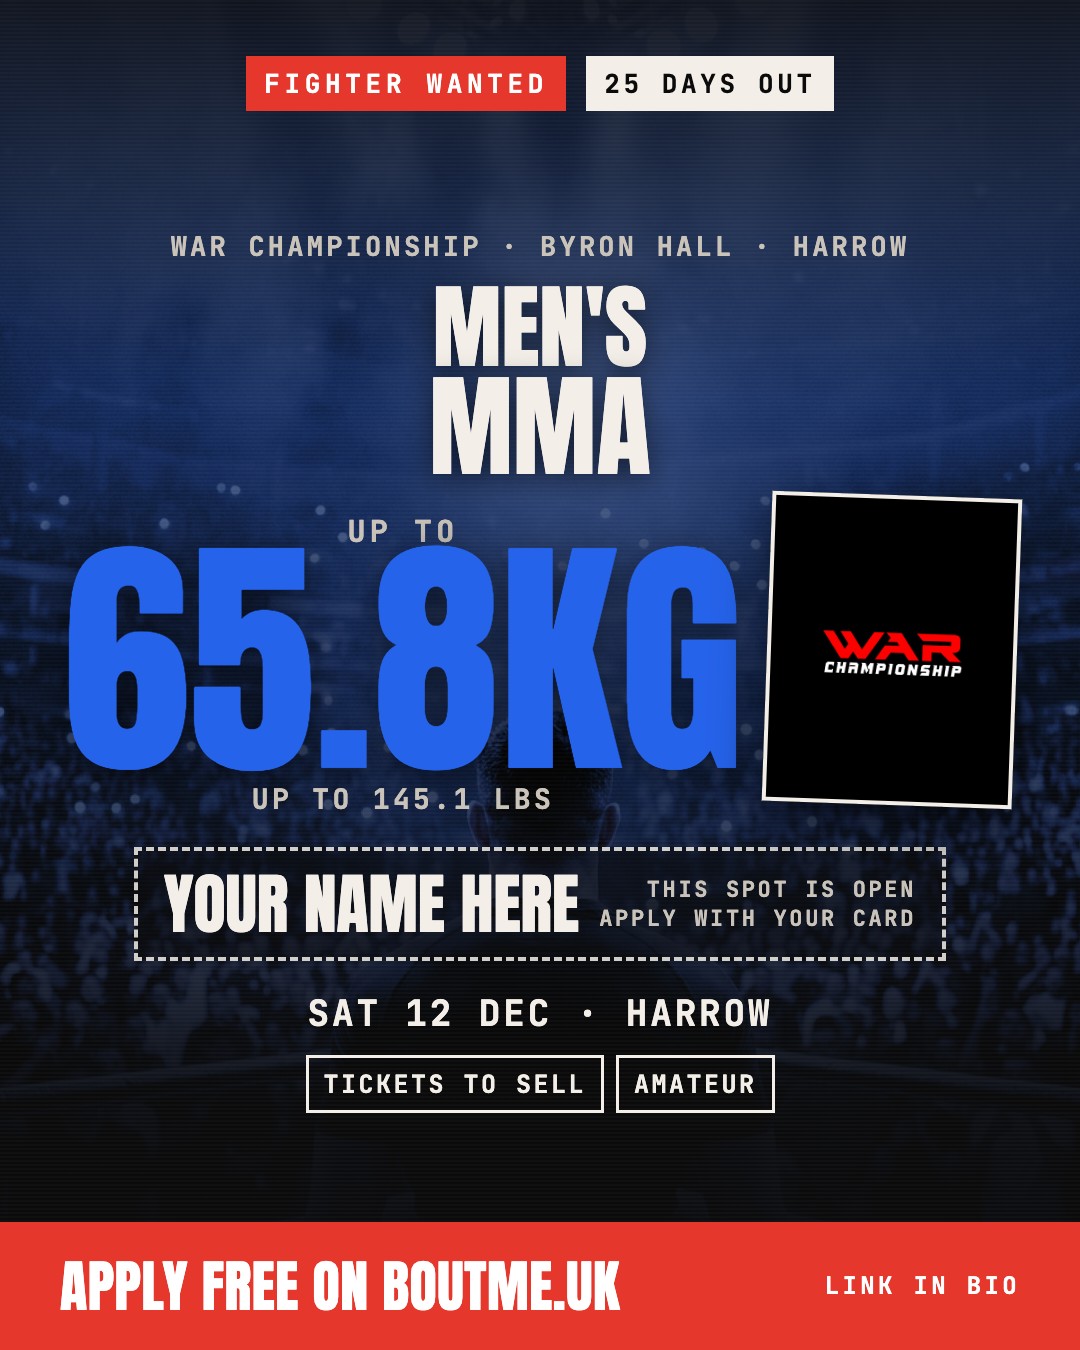 FIGHTER WANTED
25 DAYS OUT
WAR CHAMPIONSHIP · BYRON HALL · HARROW
MEN'S
MMA
UP TO
65.8KG
UP TO 145.1 LBS
WAR
CHAMPIONSHIP
YOUR NAME HERE
THIS SPOT IS OPEN
APPLY WITH YOUR CARD
SAT 12 DEC · HARROW
TICKETS TO SELL
AMATEUR
APPLY FREE ON BOUTME.UK
LINK IN BIO